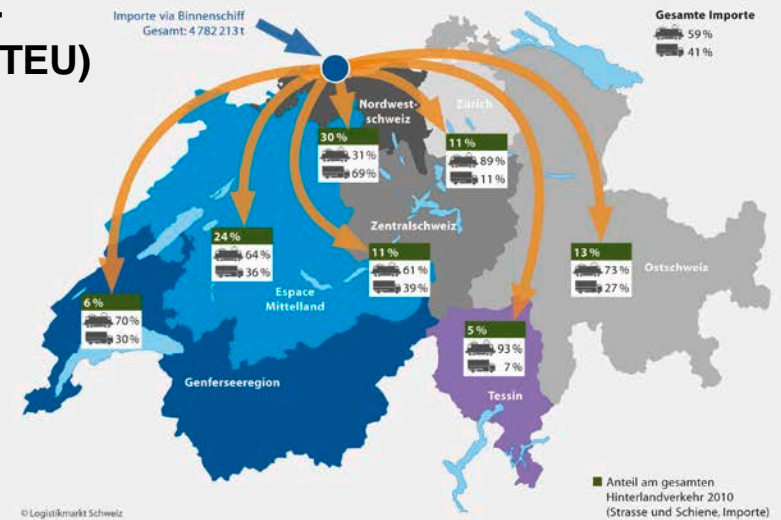 TEU)
Importe via Binnenschiff
Gesamt: 4 782 213 t
Gesamte Importe
59 %
41 %
Nordwest-
schweiz
Zürich
30 %
31 %
69 %
11 %
89 %
11 %
Zentralschweiz
24 %
64 %
36 %
11 %
61 %
39 %
13 %
73 %
27 %
Ostschweiz
Espace
Mittelland
6 %
70 %
30 %
5 %
93 %
7 %
Genferseeregion
Tessin
Anteil am gesamten
Hinterlandverkehr 2010
(Strasse und Schiene, Importe)
© Logistikmarkt Schweiz